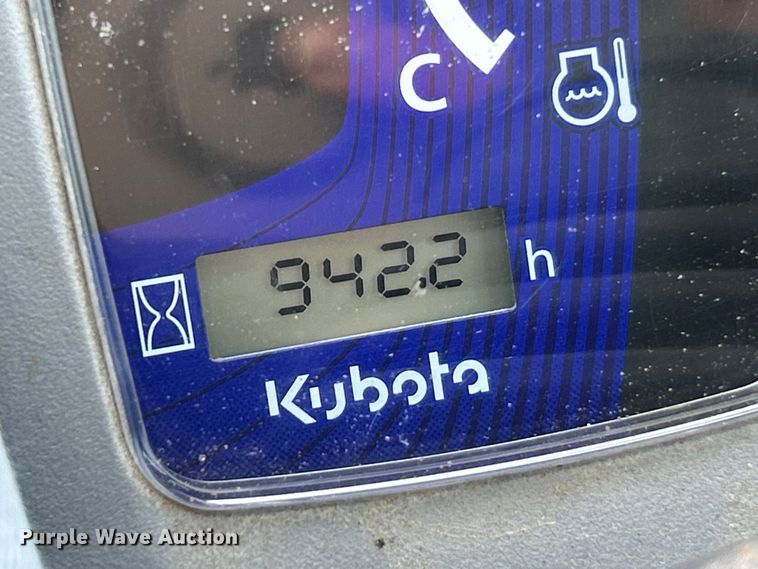 C
942.2 h
Kubota
Purple Wave Auction